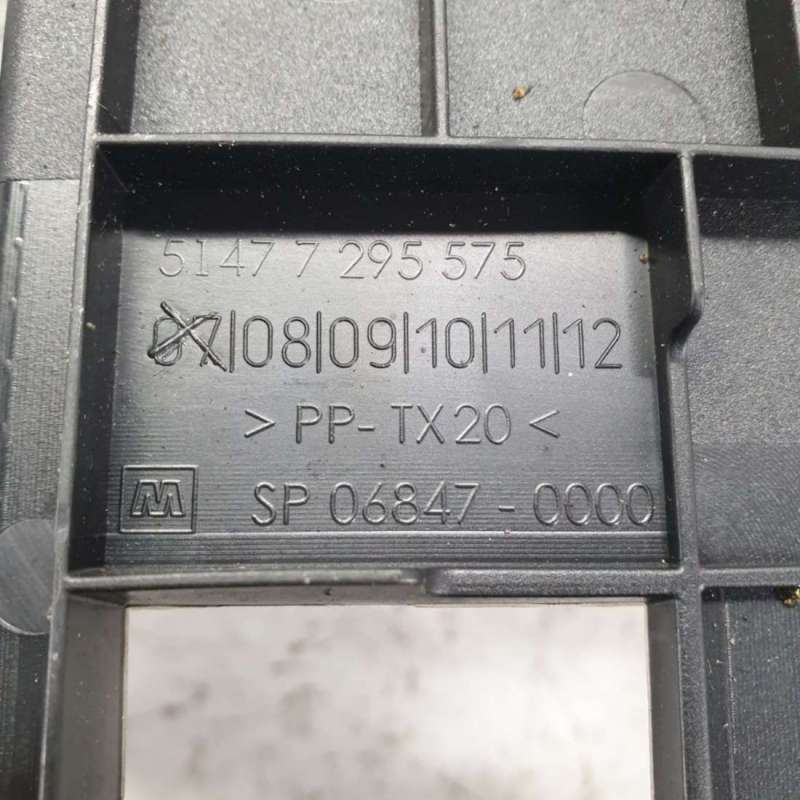 5147 7 295 575
07|08|09|10|11|12
> PP-TX20 <
M SP 06847-0000